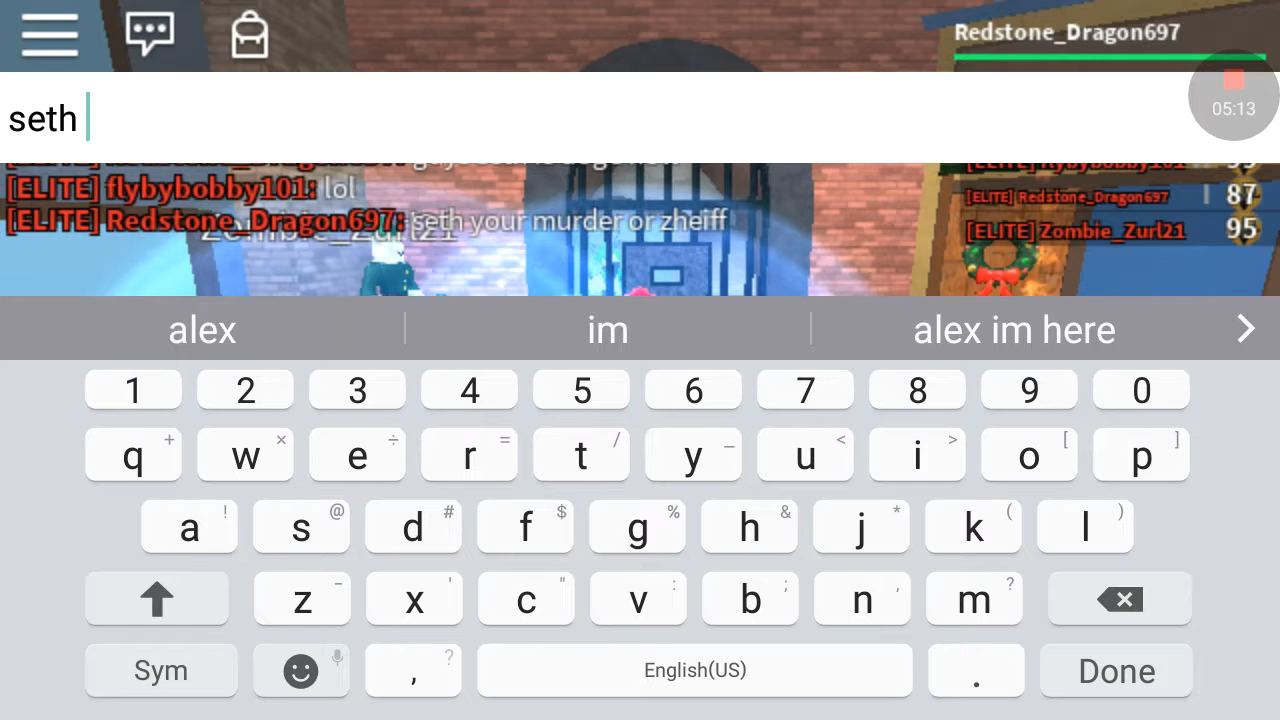 Redstone_Dragon697
05:13
seth
[ELITE] flybybobby101: lol
[ELITE] Redstone_Dragon697: seth your murder or zheiff
Zombie_Zurl21
[ELITE] Redstone_Dragon697 87
[ELITE] Zombie_Zurl21 95
alex im alex im here
1 2 3 4 5 6 7 8 9 0
q + w × e ÷ r = t / y _ u < i > o [ p ]
a ! s @ d # f $ g % h & j * k ( l )
z - x ' c " v : b ; n , m ?
Sym , ? English(US) . Done